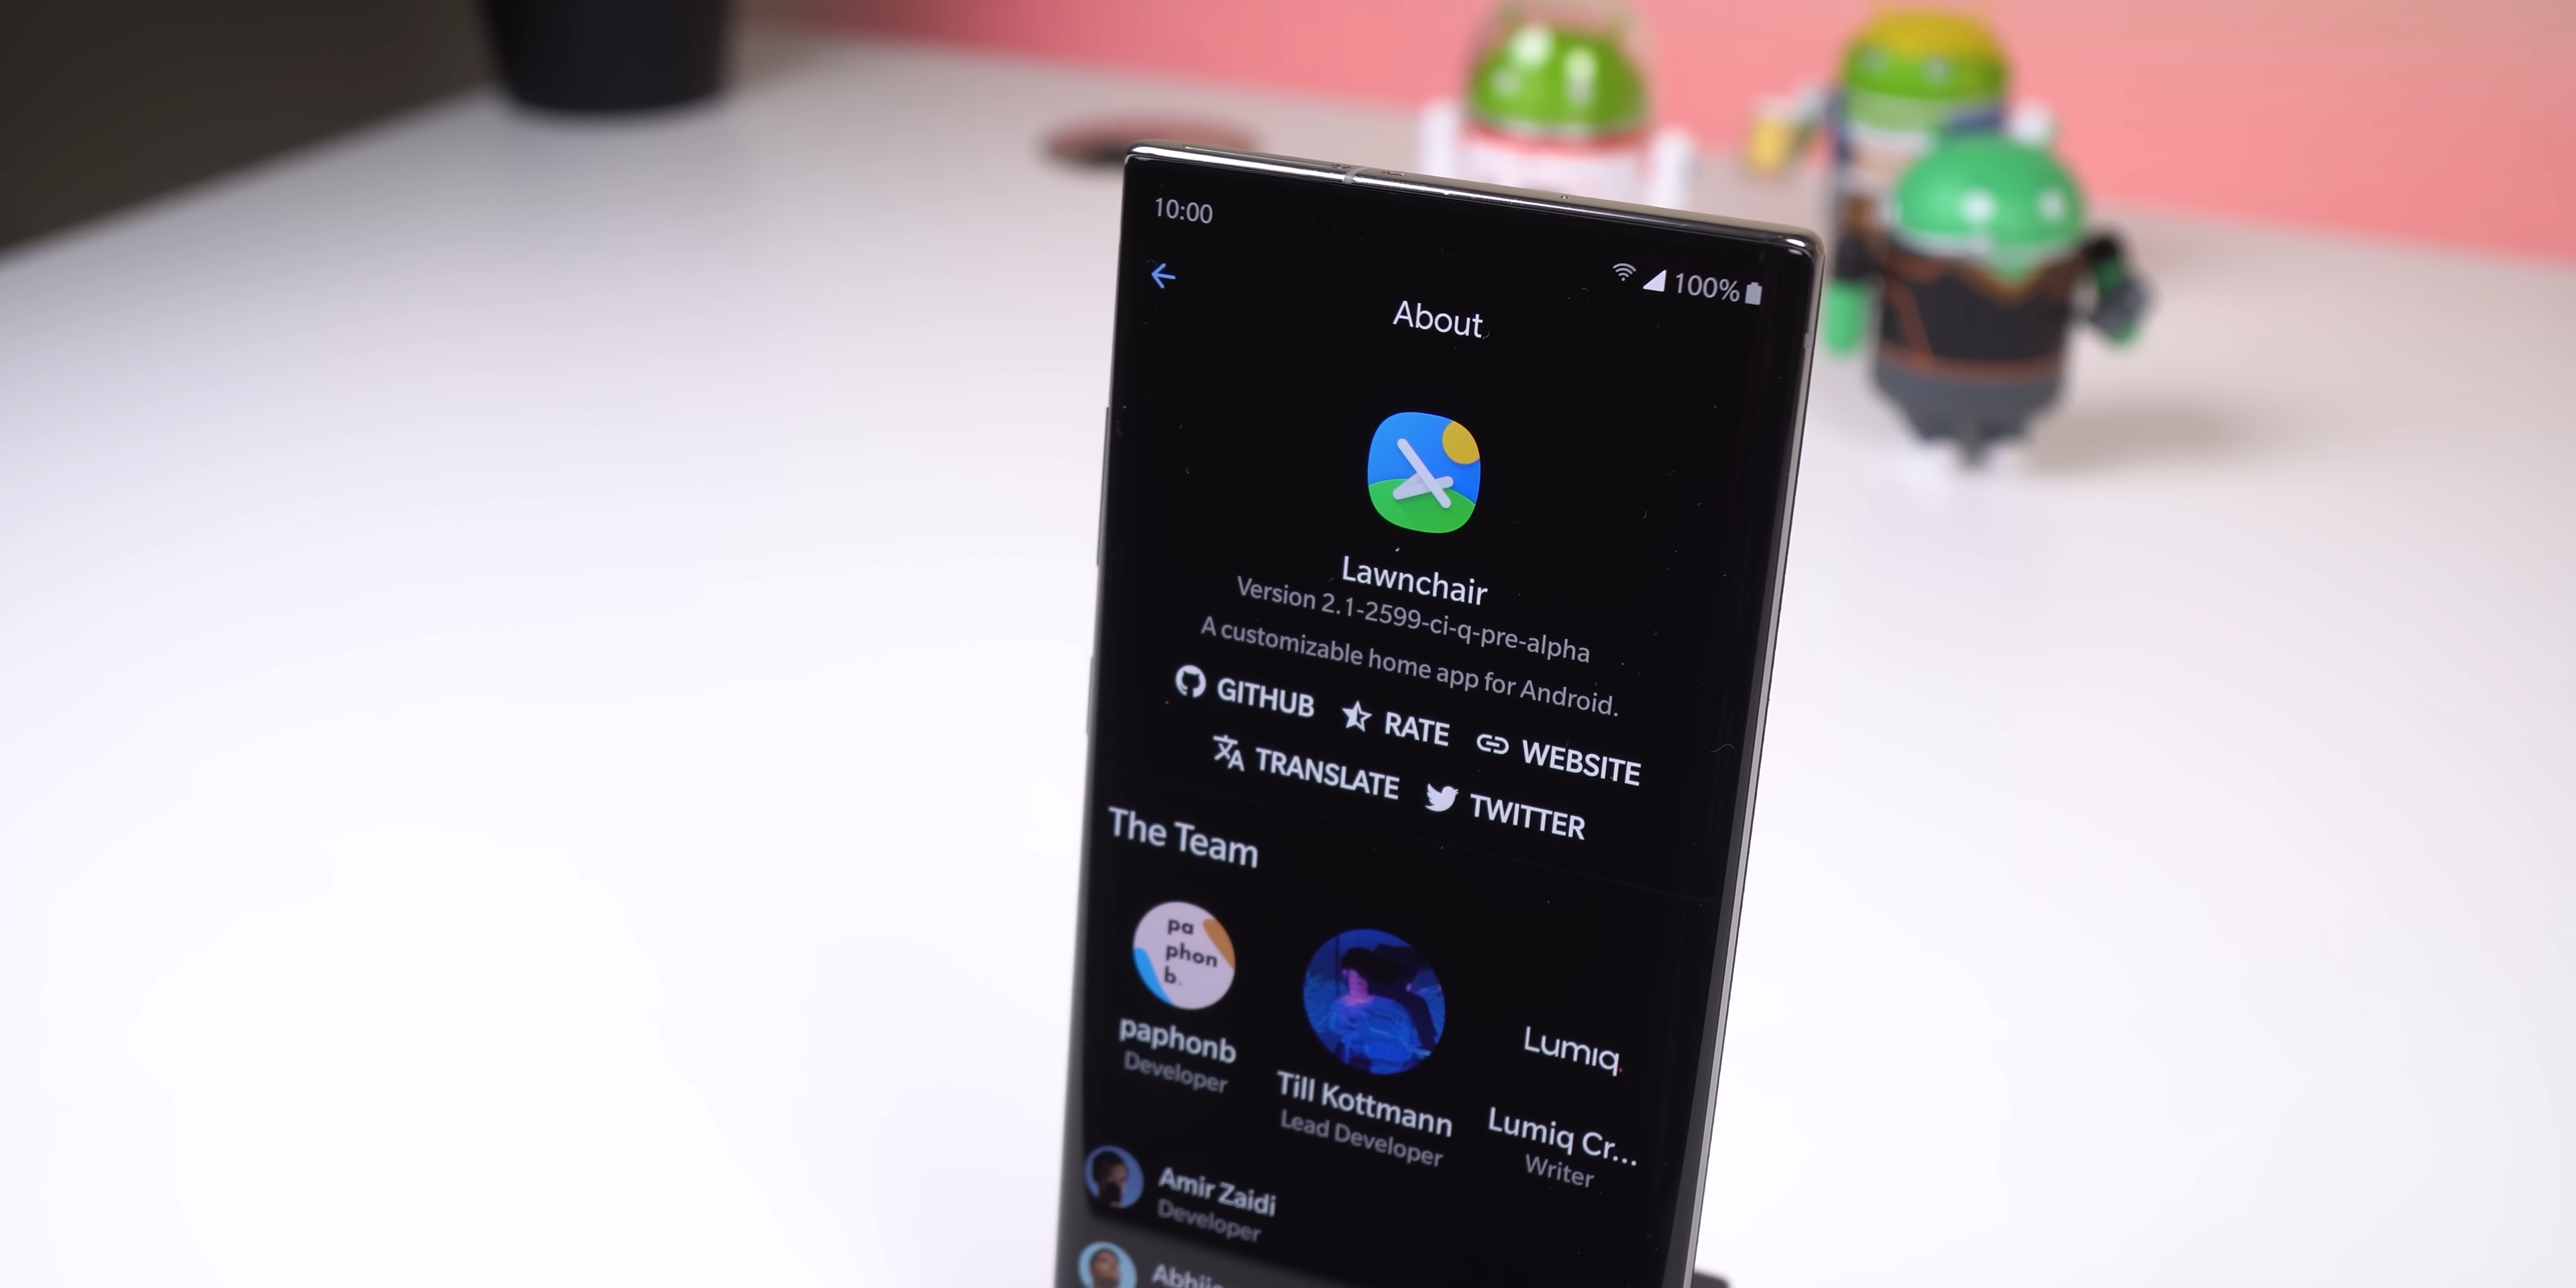 10:00
100%
About
Lawnchair
Version 2.1-2599-ci-q-pre-alpha
A customizable home app for Android.
GITHUB RATE WEBSITE
TRANSLATE TWITTER
The Team
pa
phon
b.
Lumiq.
paphonb Till Kottmann Lumiq Cr...
Developer Lead Developer Writer
Amir Zaidi
Developer